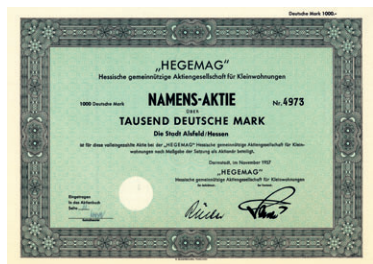 Deutsche Mark 1000.-
„HEGEMAG"
Hessische gemeinnützige Aktiengesellschaft für Kleinwohnungen
1000 Deutsche Mark NAMENS-AKTIE Nr. 4973
ÜBER
TAUSEND DEUTSCHE MARK
Die Stadt Alsfeld/Hessen
ist für diese volleingezahlte Aktie bei der „HEGEMAG" Hessische gemeinnützige Aktiengesellschaft für Klein-
wohnungen nach Maßgabe der Satzung als Aktionär beteiligt.
Darmstadt, im November 1957
„HEGEMAG"
Hessische gemeinnützige Aktiengesellschaft für Kleinwohnungen
Eingetragen
in das Aktienbuch
Seite